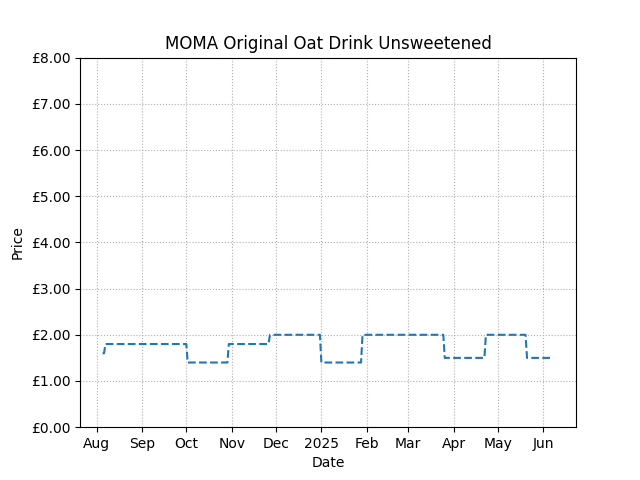 MOMA Original Oat Drink Unsweetened
£8.00
£7.00
£6.00
£5.00
£4.00
£3.00
£2.00
£1.00
£0.00
Price
Aug Sep Oct Nov Dec 2025 Feb Mar Apr May Jun
Date